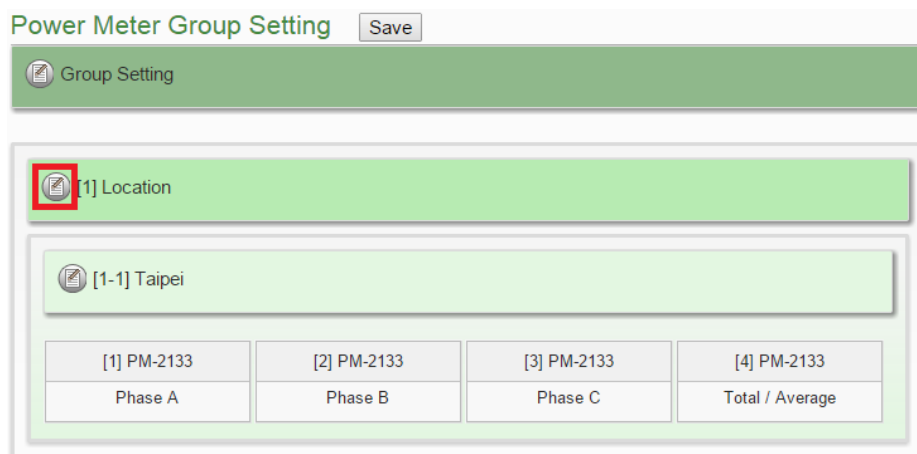 Power Meter Group Setting Save
Group Setting
[1] Location
[1-1] Taipei
[1] PM-2133 [2] PM-2133 [3] PM-2133 [4] PM-2133
Phase A Phase B Phase C Total / Average